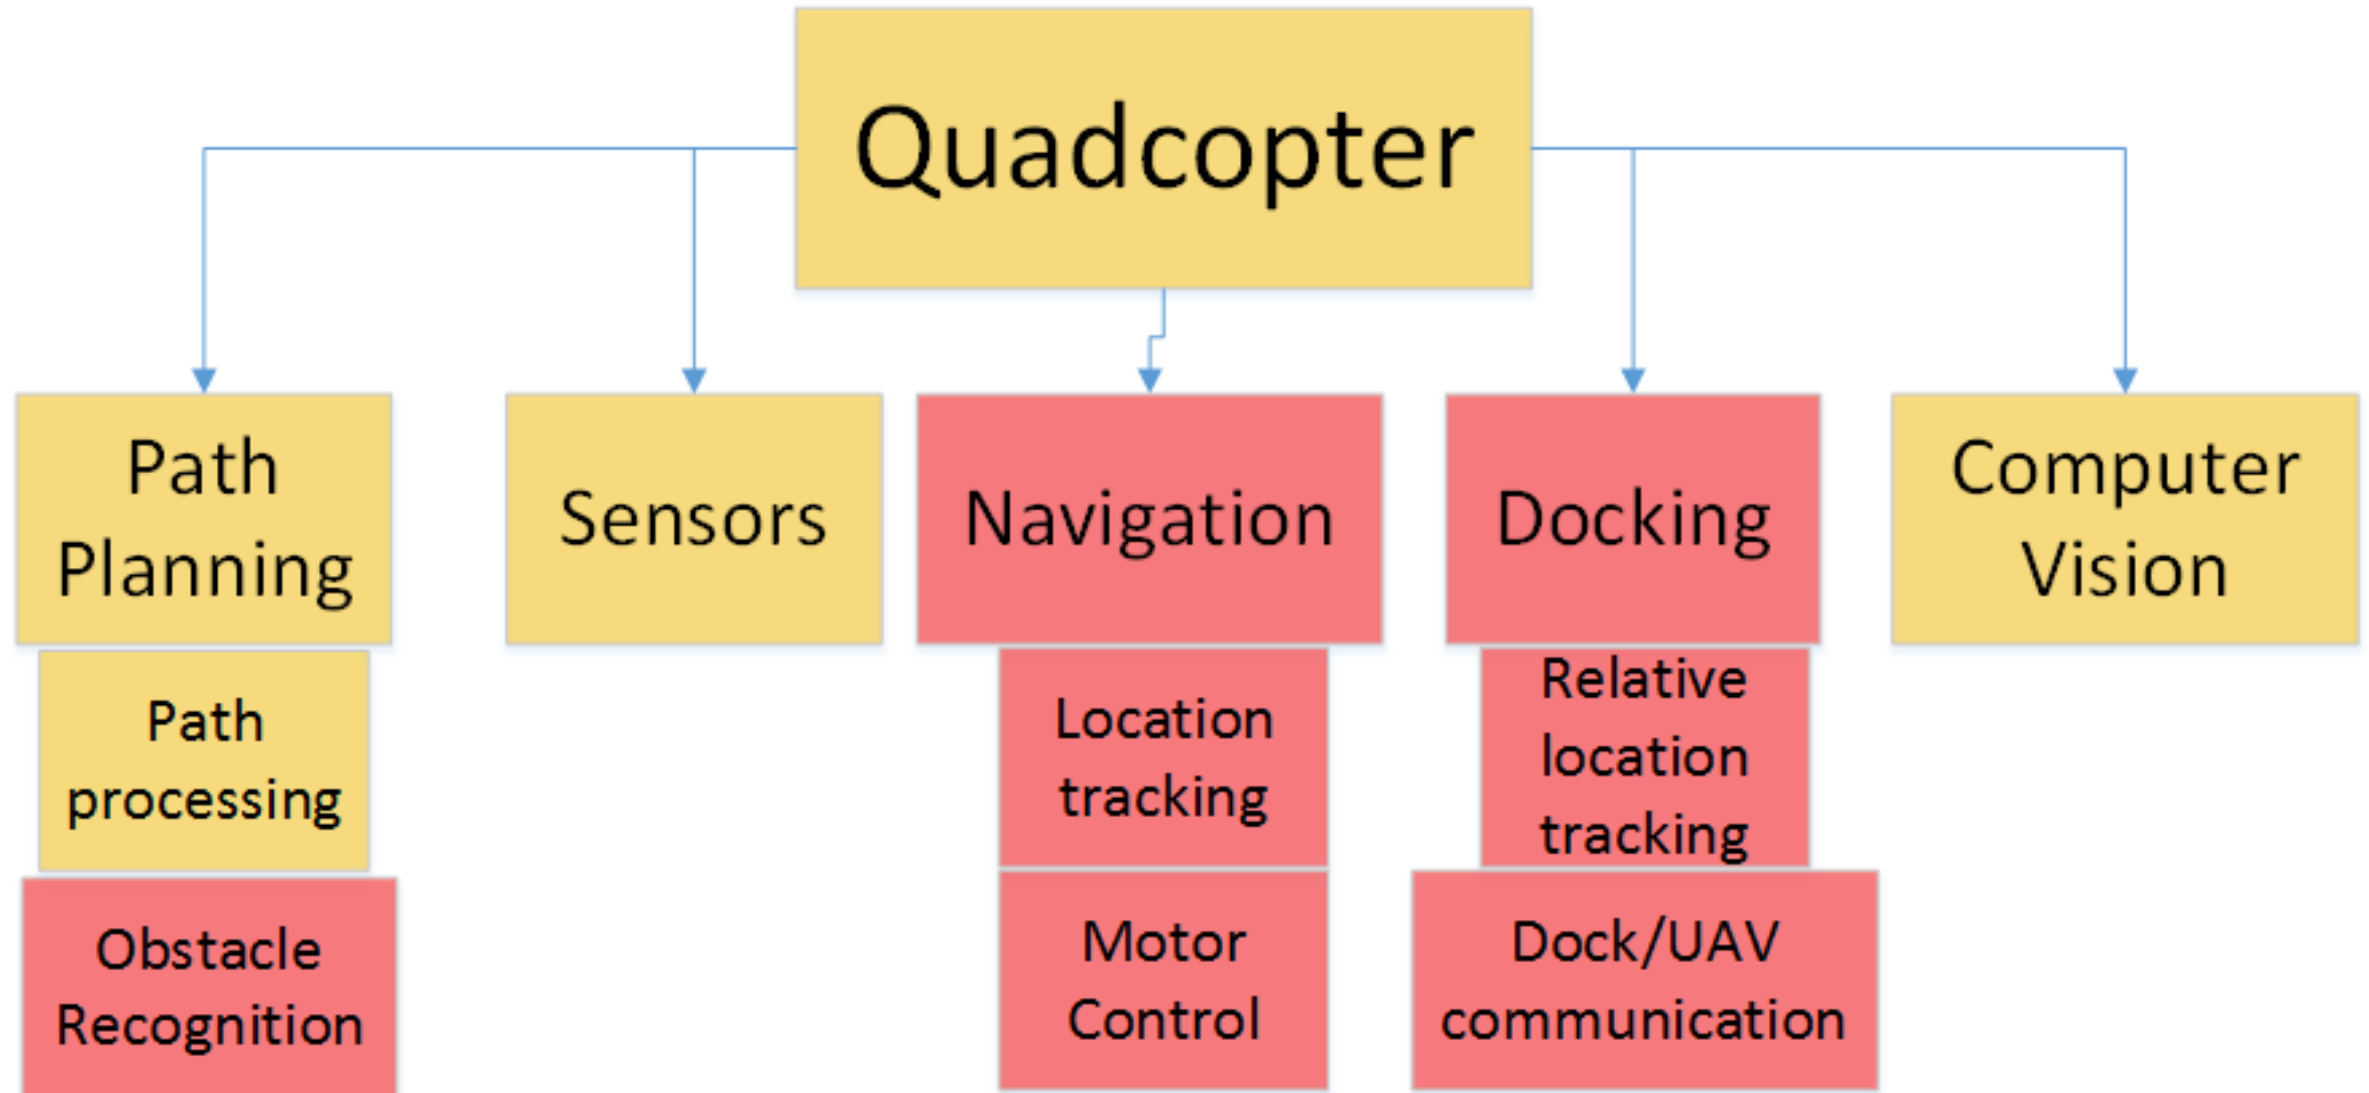 Quadcopter
Path
Planning
Sensors
Navigation
Docking
Computer
Vision
Path
processing
Obstacle
Recognition
Location
tracking
Motor
Control
Relative
location
tracking
Dock/UAV
communication